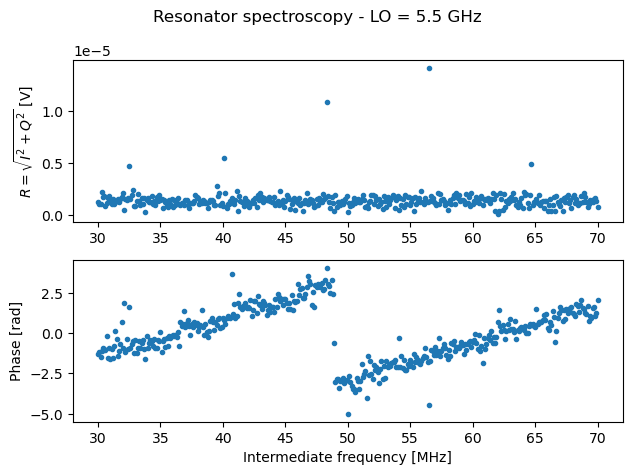 Resonator spectroscopy - LO = 5.5 GHz
1e−5
R = √I² + Q² [V]
1.0
0.5
0.0
30 35 40 45 50 55 60 65 70
Phase [rad]
2.5
0.0
−2.5
−5.0
30 35 40 45 50 55 60 65 70
Intermediate frequency [MHz]